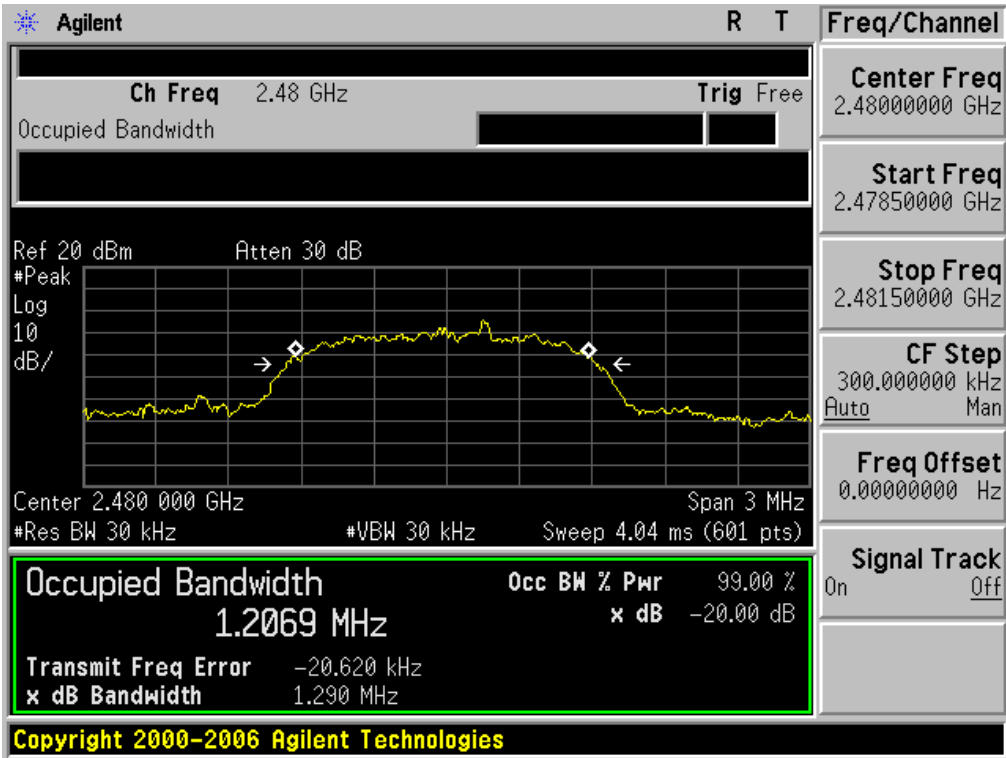 Agilent R T
Ch Freq 2.48 GHz Trig Free
Occupied Bandwidth
Ref 20 dBm Atten 30 dB
#Peak
Log
10
dB/
Center 2.480 000 GHz Span 3 MHz
#Res BW 30 kHz #VBW 30 kHz Sweep 4.04 ms (601 pts)
Occupied Bandwidth Occ BW % Pwr 99.00 %
1.2069 MHz x dB -20.00 dB
Transmit Freq Error -20.620 kHz
x dB Bandwidth 1.290 MHz
Copyright 2000-2006 Agilent Technologies
Freq/Channel
Center Freq
2.48000000 GHz
Start Freq
2.47850000 GHz
Stop Freq
2.48150000 GHz
CF Step
300.000000 kHz
Auto Man
Freq Offset
0.00000000 Hz
Signal Track
On Off